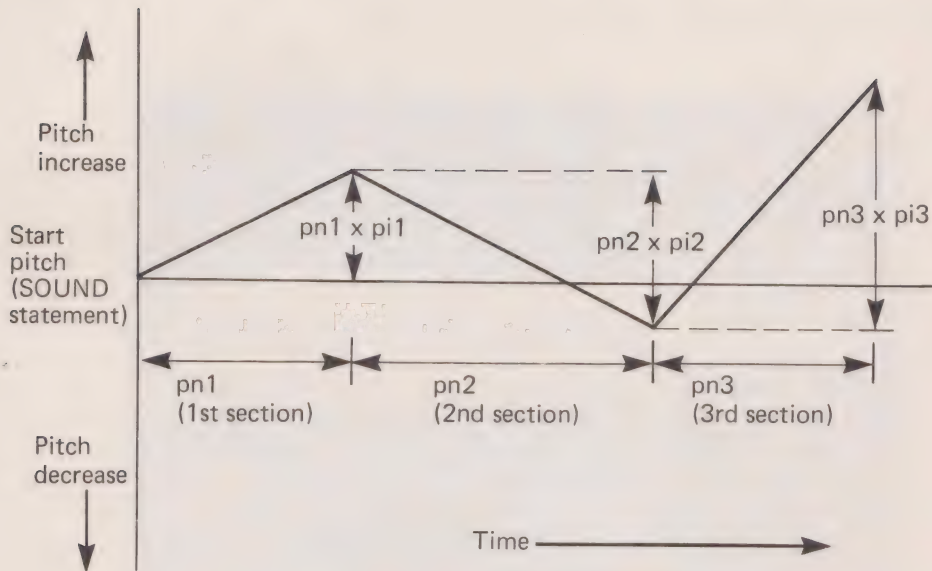 Pitch
increase
Start
pitch
(SOUND
statement)
Pitch
decrease
pn1 x pi1
pn2 x pi2
pn3 x pi3
pn1
(1st section)
pn2
(2nd section)
pn3
(3rd section)
Time